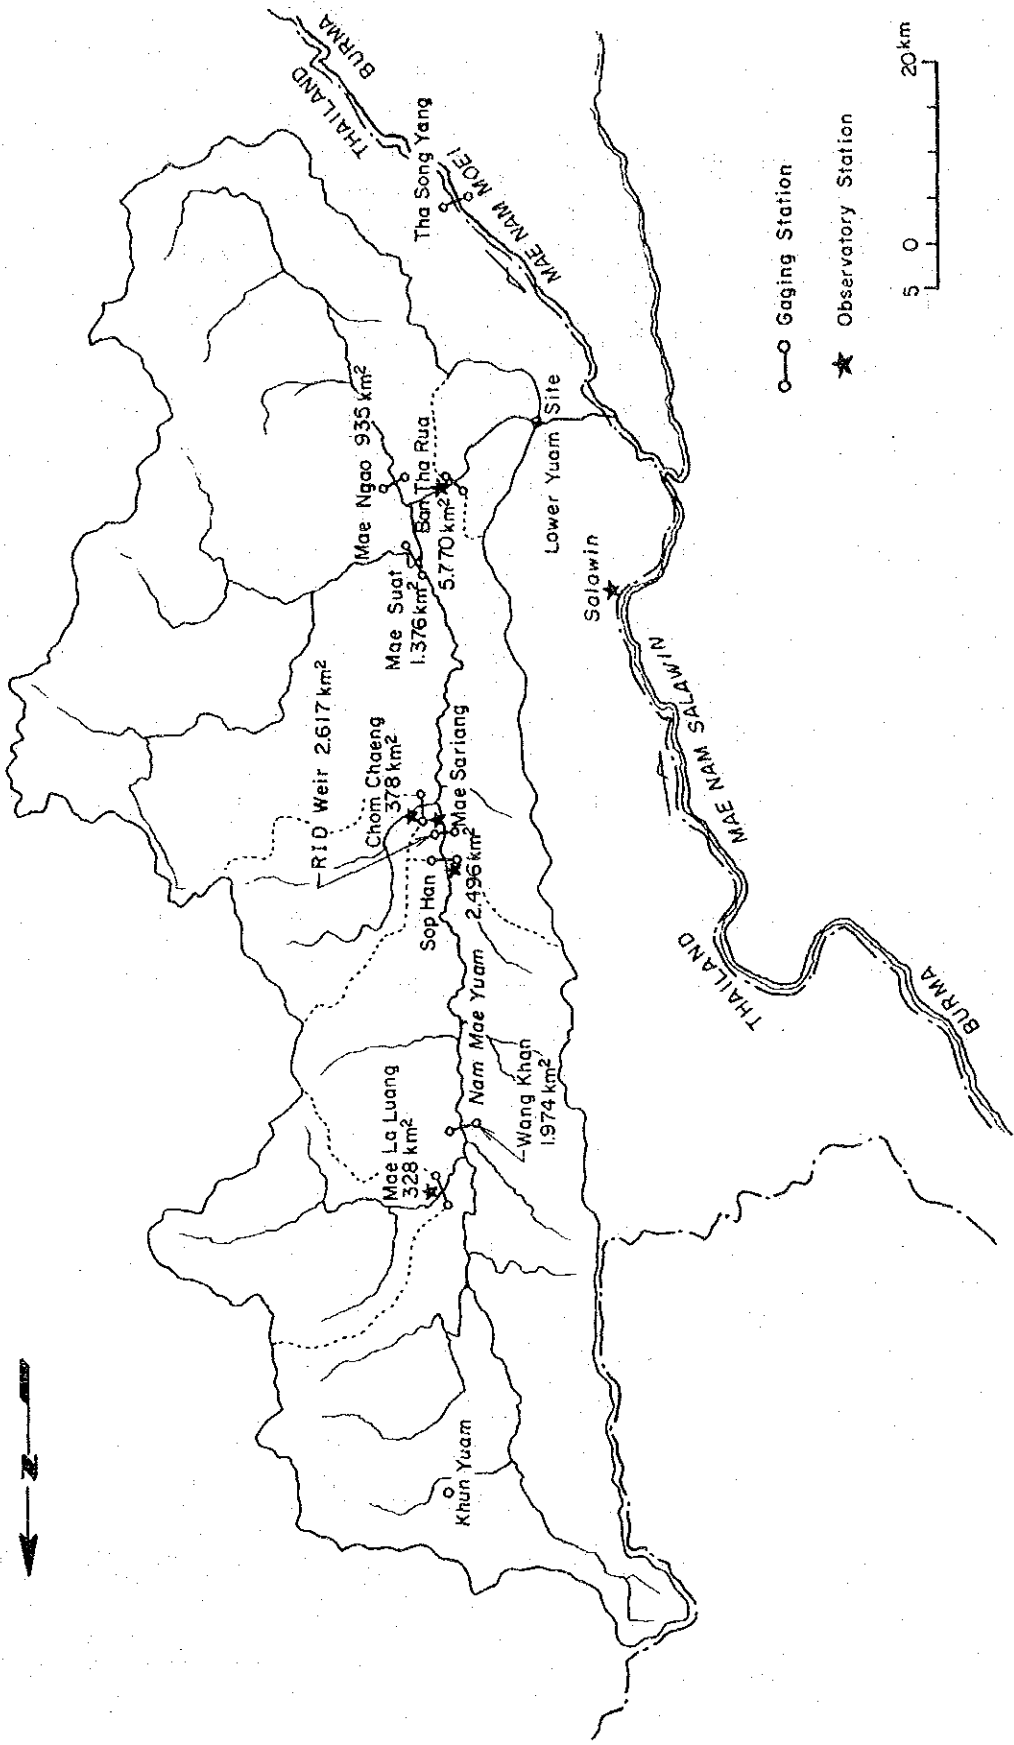 N
Khun Yuam
Mae La Luang
328 km²
Wang Khan
1.974 km²
Nam Mae Yuam
Sop Han
2.496 km²
RID Weir 2.617 km²
Chom Chaeng
378 km²
Mae Sariang
Mae Suat
1.376 km²
Mae Ngao 935 km²
Ban Tha Rua
5.770 km²
Lower Yuam Site
Salawin
MAE NAM SALAWIN
THAILAND
BURMA
Tha Song Yang
MAE NAM MOEI
THAILAND
BURMA
Gaging Station
Observatory Station
5 0 20 km